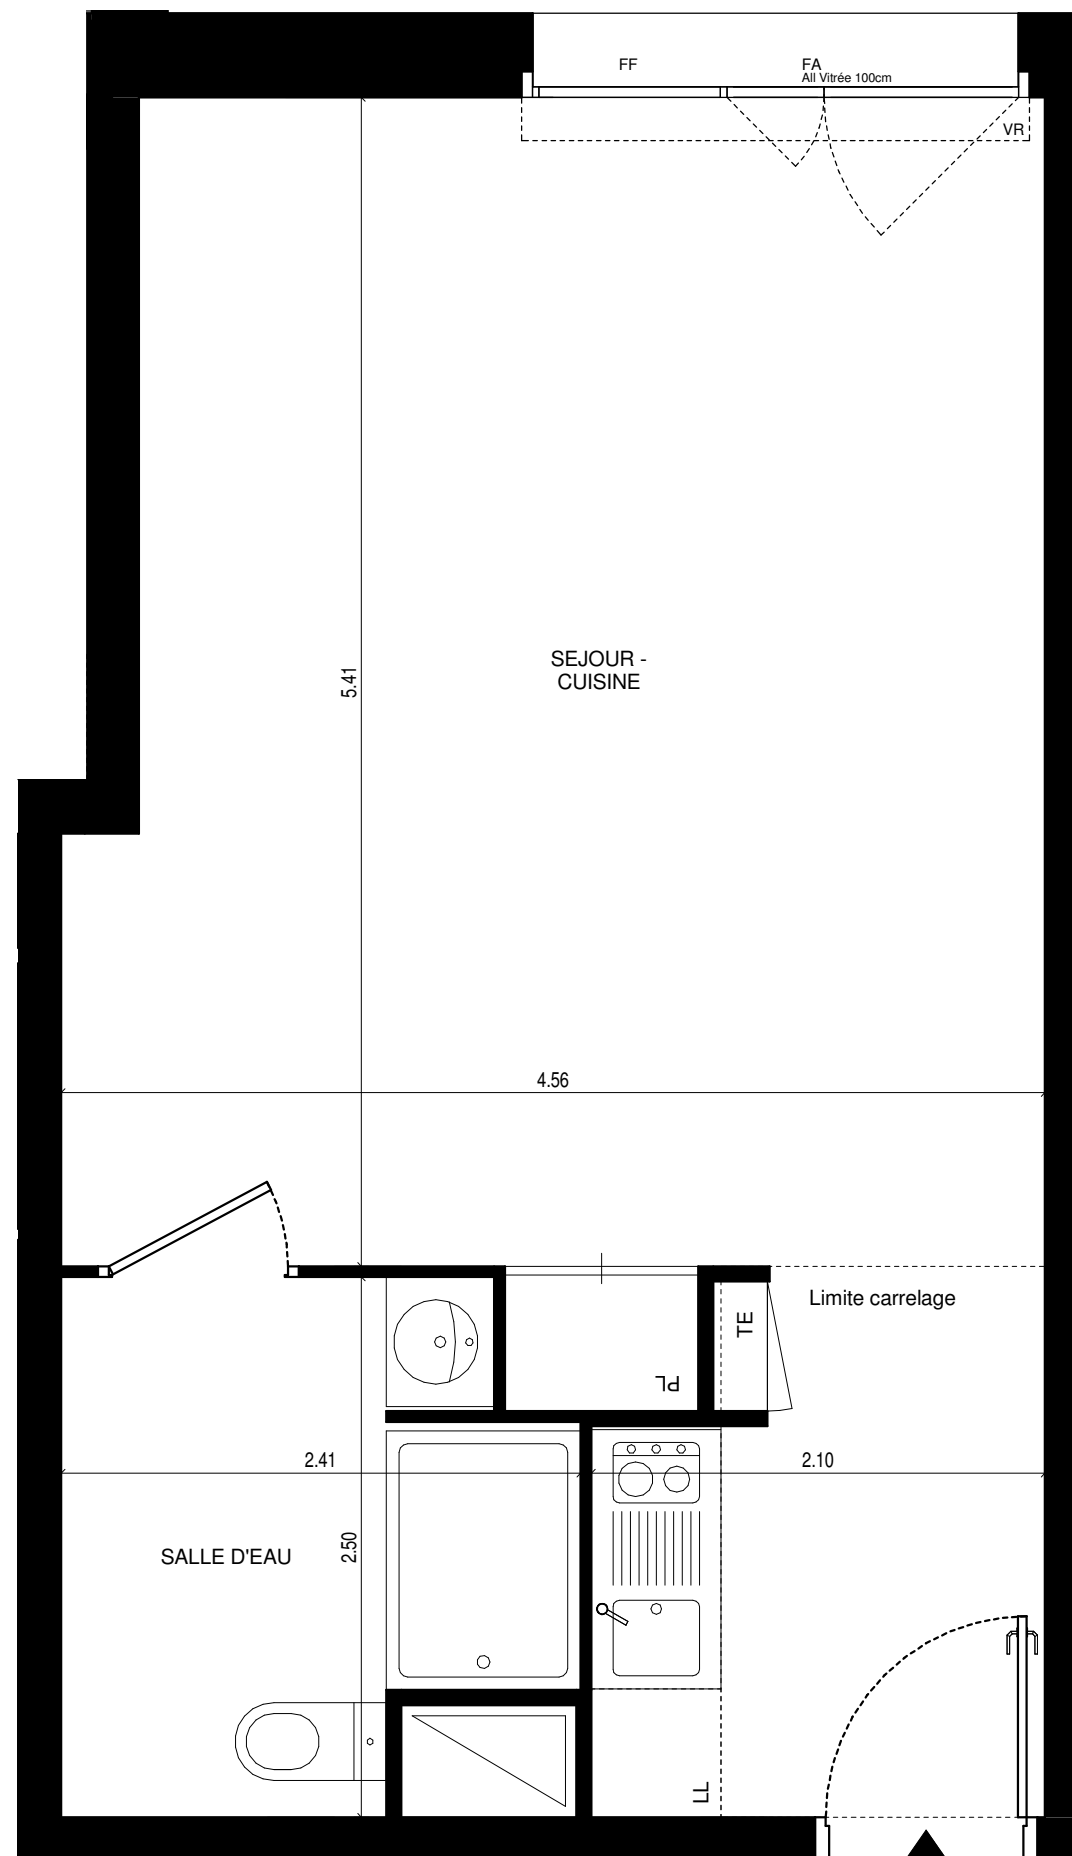 FF
FA
All Vitrée 100cm
VR
5.41
SEJOUR -
CUISINE
4.56
Limite carrelage
TE
PL
2.41
2.10
2.50
SALLE D'EAU
LL